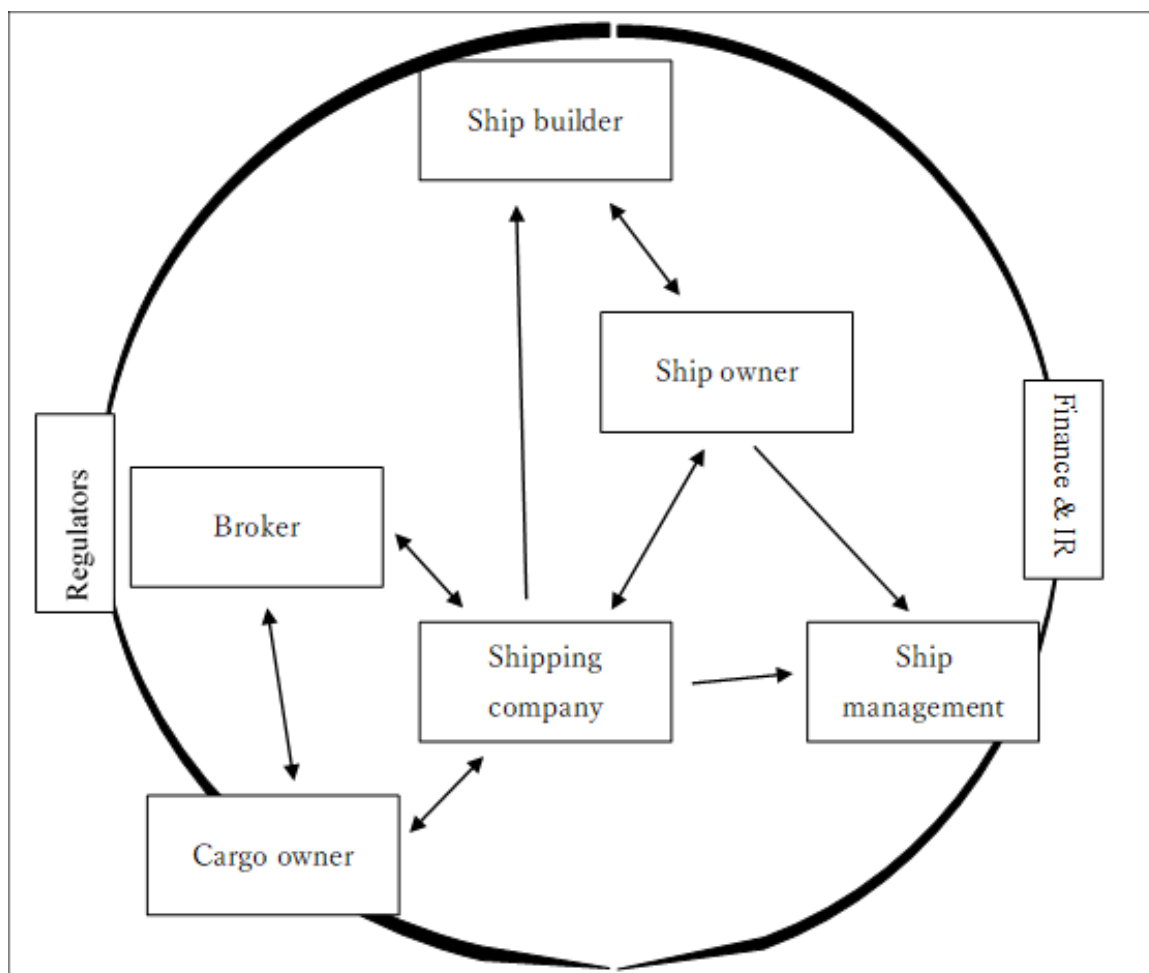 Ship builder
Ship owner
Finance & IR
Regulators
Broker
Shipping
company
Ship
management
Cargo owner